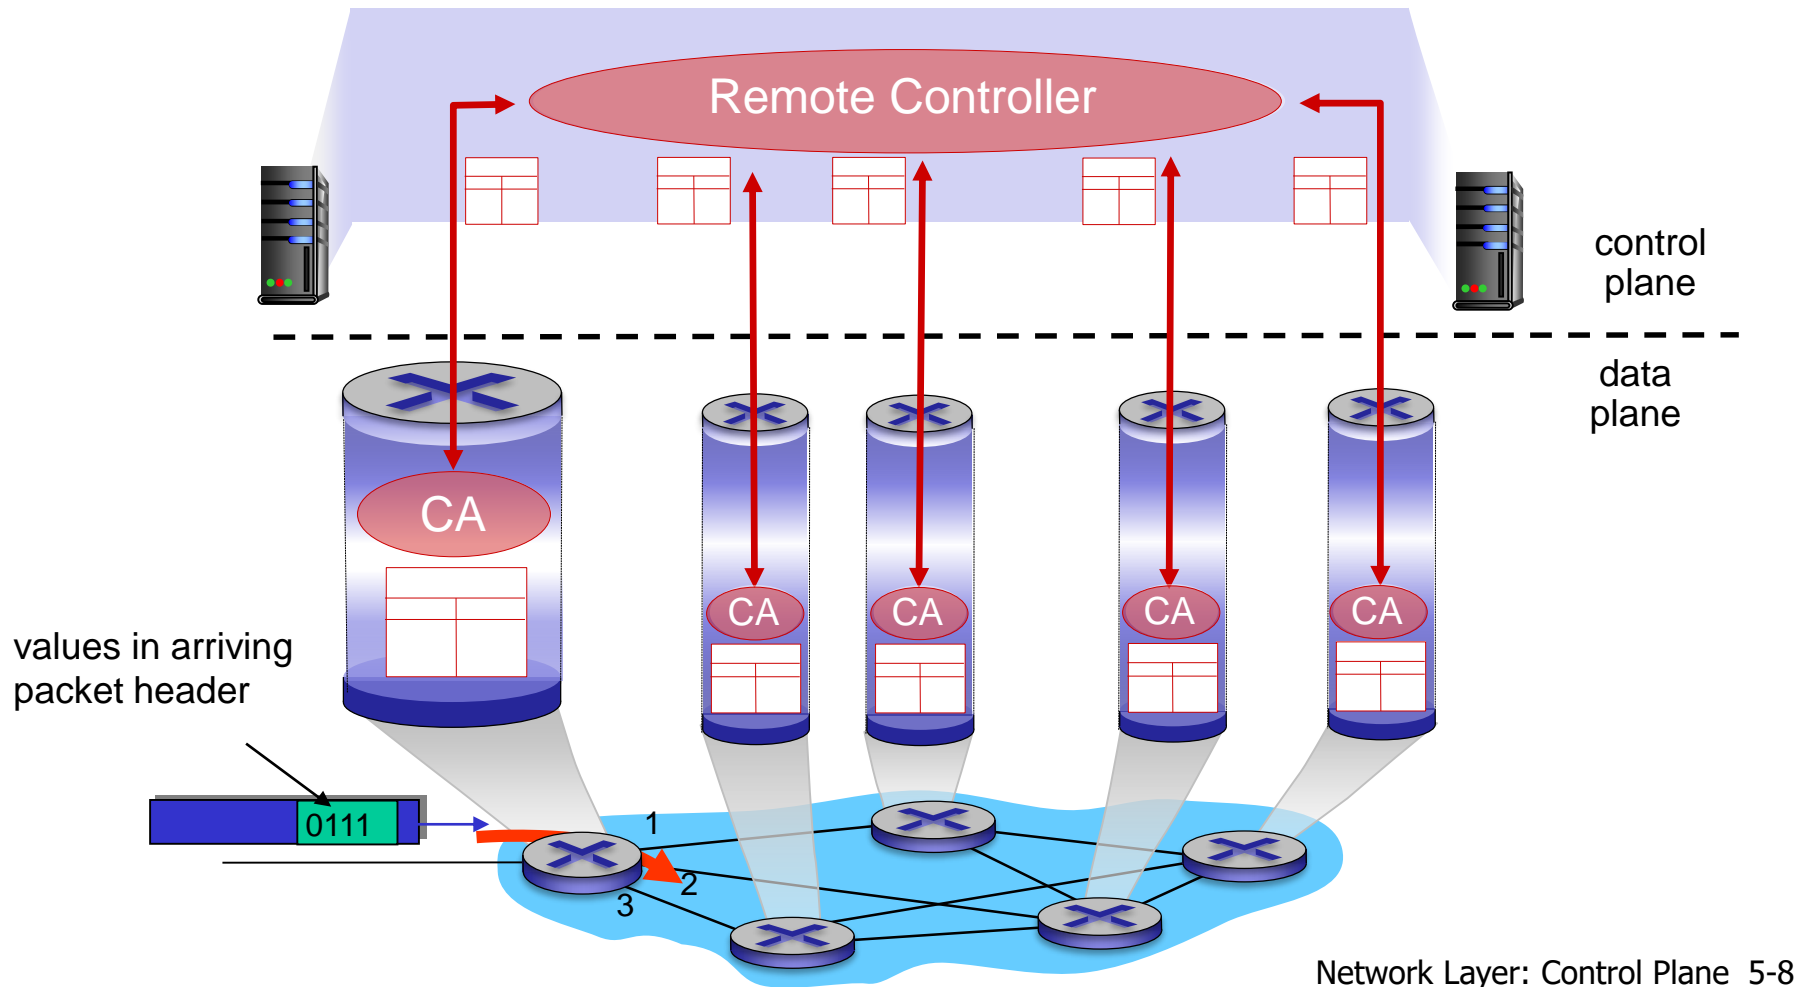 Remote Controller
control
plane
data
plane
CA
CA
CA
CA
CA
values in arriving
packet header
0111
1
2
3
Network Layer: Control Plane 5-8